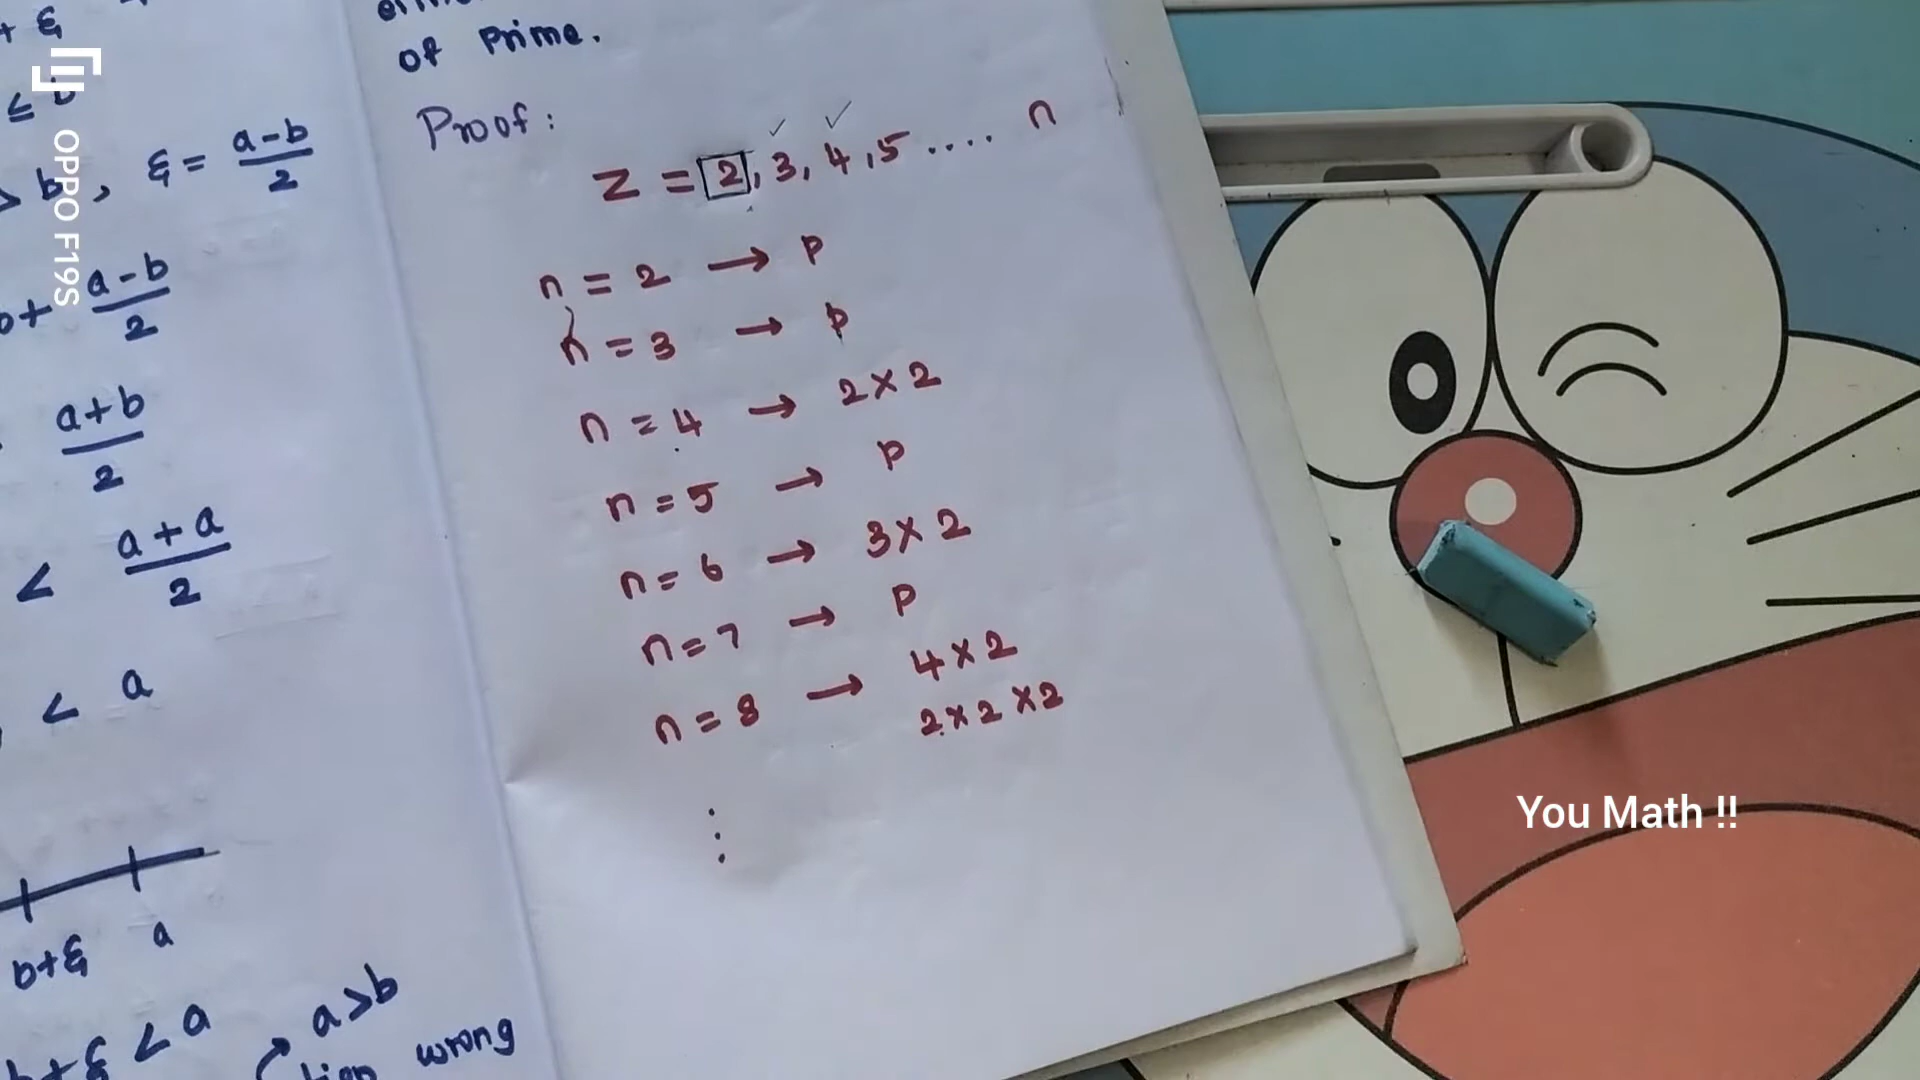 + ε
≤ b
> b, ε = a-b/2
b + a-b/2
a+b/2
< a+a/2
< a
b+ε a
b+ε < a
a>b
wrong
of Prime.
Proof:
Z = 2, 3, 4, 5 .... n
n = 2 → P
n = 3 → P
n = 4 → 2×2
n = 5 → P
n = 6 → 3×2
n = 7 → P
n = 8 → 4×2
2×2×2
⋮
OPPO F19S
You Math !!